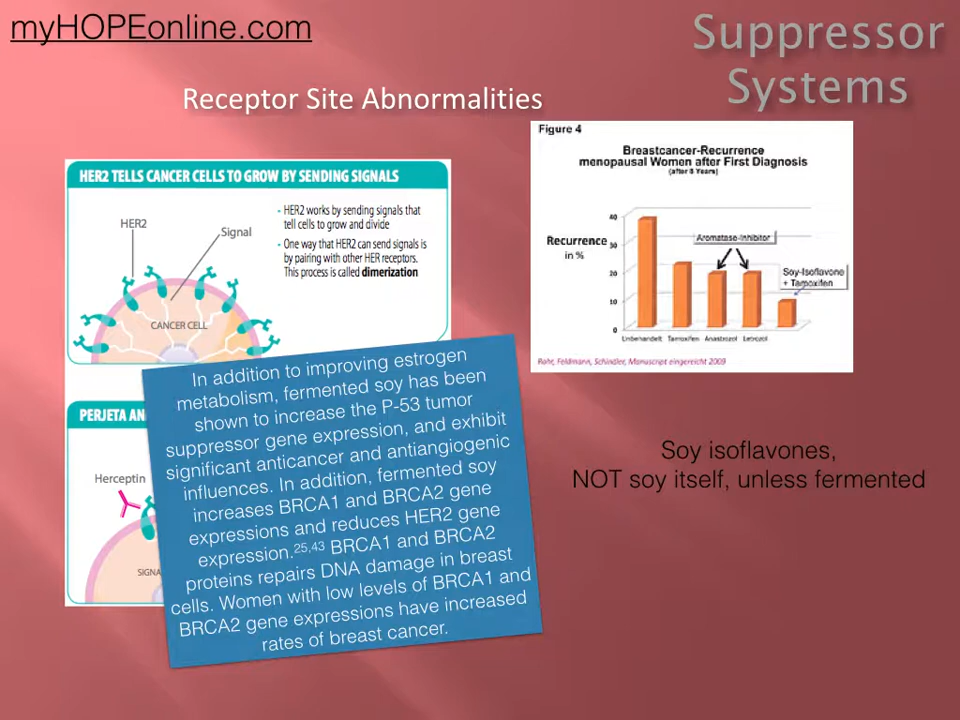 myHOPEonline.com
Suppressor
Systems
Receptor Site Abnormalities
HER2 TELLS CANCER CELLS TO GROW BY SENDING SIGNALS
HER2
Signal
- HER2 works by sending signals that
tell cells to grow and divide
- One way that HER2 can send signals is
by pairing with other HER receptors.
This process is called dimerization
CANCER CELL
PERJETA AN
Herceptin
SIGNA
In addition to improving estrogen
metabolism, fermented soy has been
shown to increase the P-53 tumor
suppressor gene expression, and exhibit
significant anticancer and antiangiogenic
influences. In addition, fermented soy
increases BRCA1 and BRCA2 gene
expressions and reduces HER2 gene
expression.25,43 BRCA1 and BRCA2
proteins repairs DNA damage in breast
cells. Women with low levels of BRCA1 and
BRCA2 gene expressions have increased
rates of breast cancer.
Figure 4
Breastcancer-Recurrence
menopausal Women after First Diagnosis
(after 5 Years)
Recurrence
in %
40
30
20
10
0
Aromatase-Inhibitor
Soy-Isoflavone
+ Tamoxifen
Unbehandelt Tamoxifen Anastrozol Letrozol
Rohr, Feldmann, Schindler, Manuscript eingereicht 2009
Soy isoflavones,
NOT soy itself, unless fermented